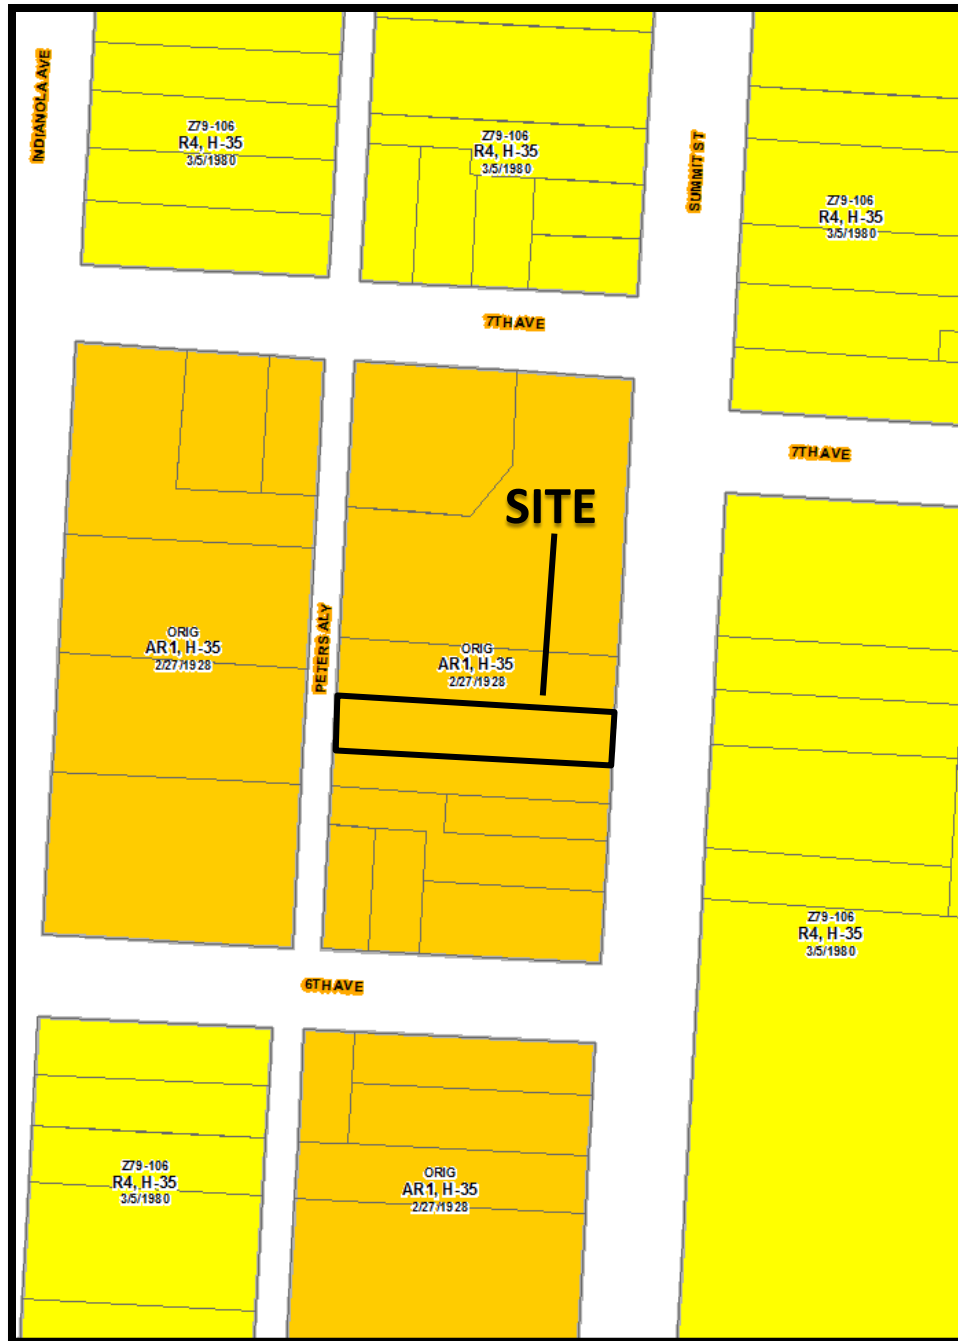 INDIANOLA AVE
Z79-106
R4, H-35
3/5/1980
Z79-106
R4, H-35
3/5/1980
SUMMIT ST
Z79-106
R4, H-35
3/5/1980
7TH AVE
7TH AVE
SITE
PETERS ALY
ORIG
AR1, H-35
2/27/1928
ORIG
AR1, H-35
2/27/1928
Z79-106
R4, H-35
3/5/1980
6TH AVE
Z79-106
R4, H-35
3/5/1980
ORIG
AR1, H-35
2/27/1928